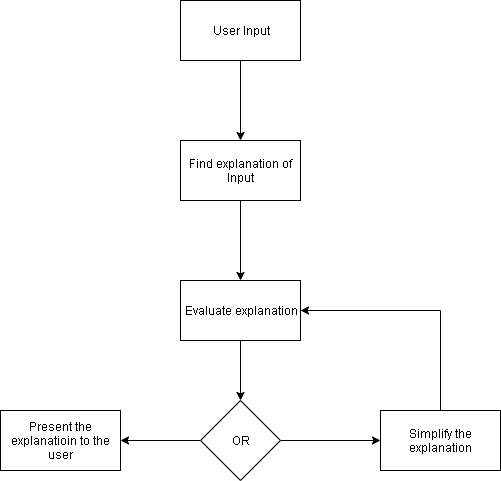 User Input
Find explanation of
Input
Evaluate explanation
OR
Present the
explanatioin to the
user
Simplify the
explanation